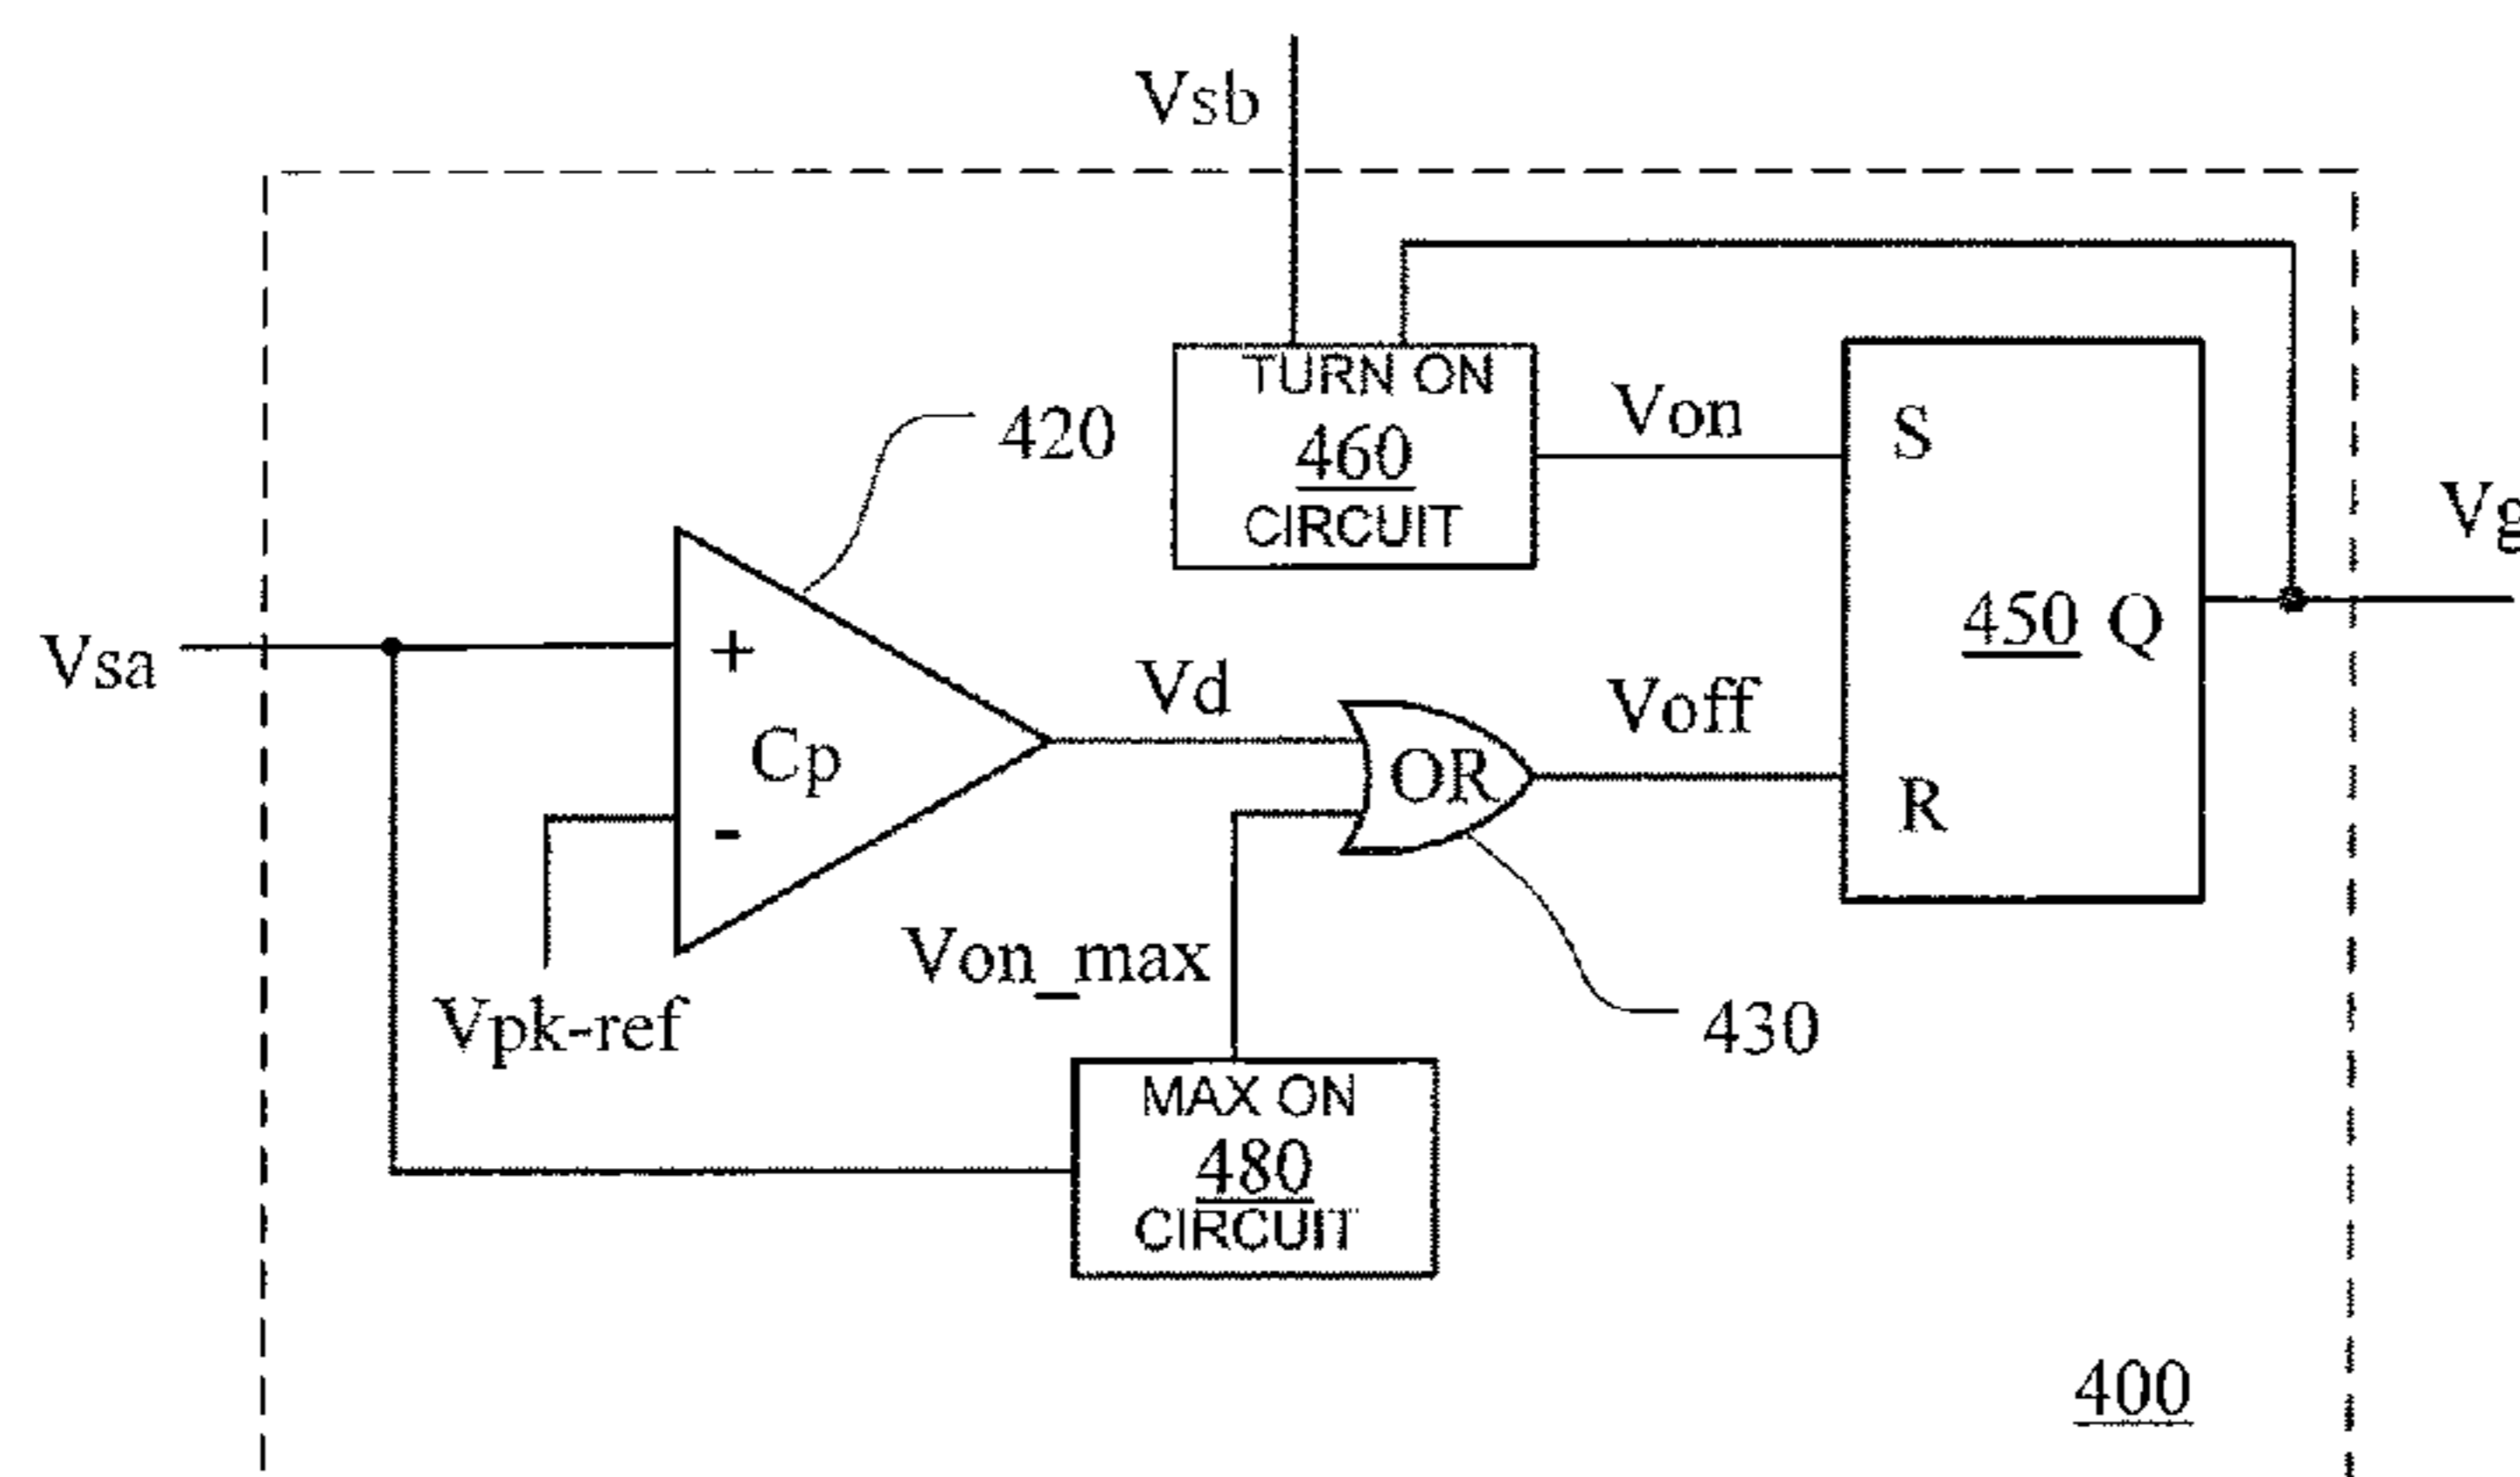 Vsb
TURN ON
460
CIRCUIT
Von
S
420
Vg
450 Q
Vsa
+
Cp
-
Vd
OR
Voff
R
Von_max
Vpk-ref
430
MAX ON
480
CIRCUIT
400